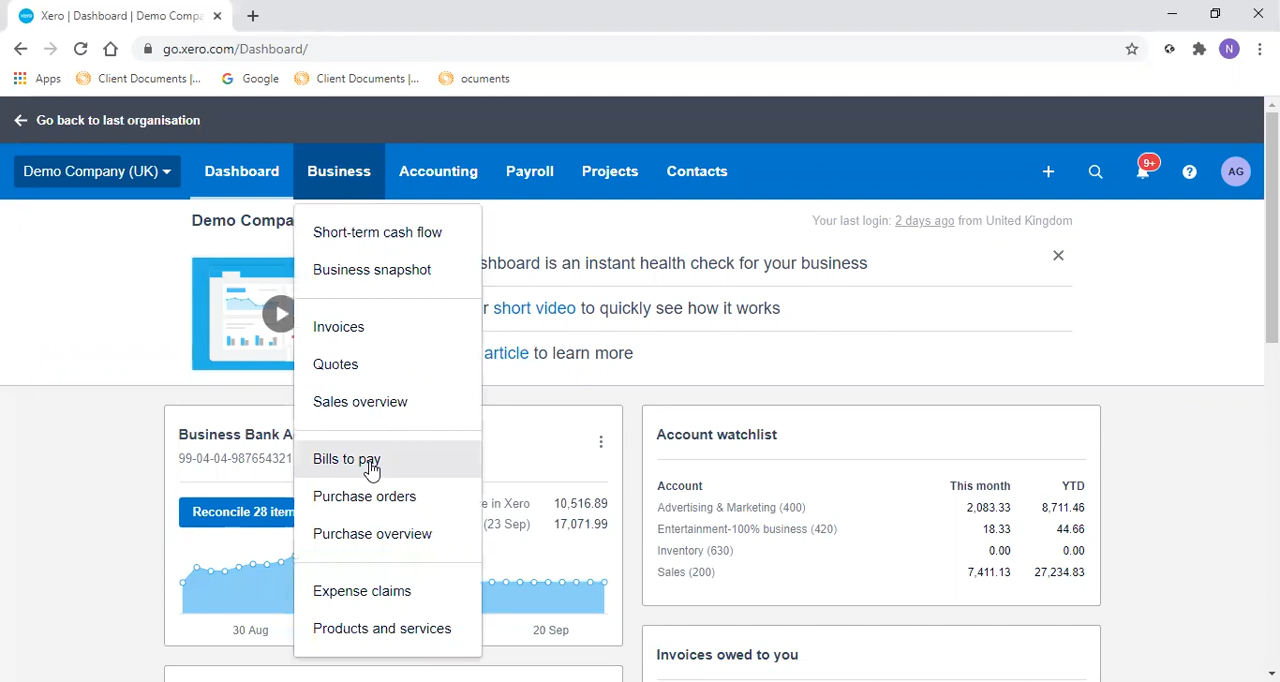 Xero | Dashboard | Demo Compa
go.xero.com/Dashboard/
N
Apps Client Documents |... Google Client Documents |... ocuments
Go back to last organisation
Demo Company (UK) Dashboard Business Accounting Payroll Projects Contacts 9+ AG
Demo Compa
Your last login: 2 days ago from United Kingdom
shboard is an instant health check for your business
r short video to quickly see how it works
article to learn more
Short-term cash flow
Business snapshot
Invoices
Quotes
Sales overview
Bills to pay
Purchase orders
Purchase overview
Expense claims
Products and services
Business Bank A
99-04-04-987654321
Reconcile 28 item
e in Xero 10,516.89
(23 Sep) 17,071.99
30 Aug 20 Sep
Account watchlist
Account This month YTD
Advertising & Marketing (400) 2,083.33 8,711.46
Entertainment-100% business (420) 18.33 44.66
Inventory (630) 0.00 0.00
Sales (200) 7,411.13 27,234.83
Invoices owed to you